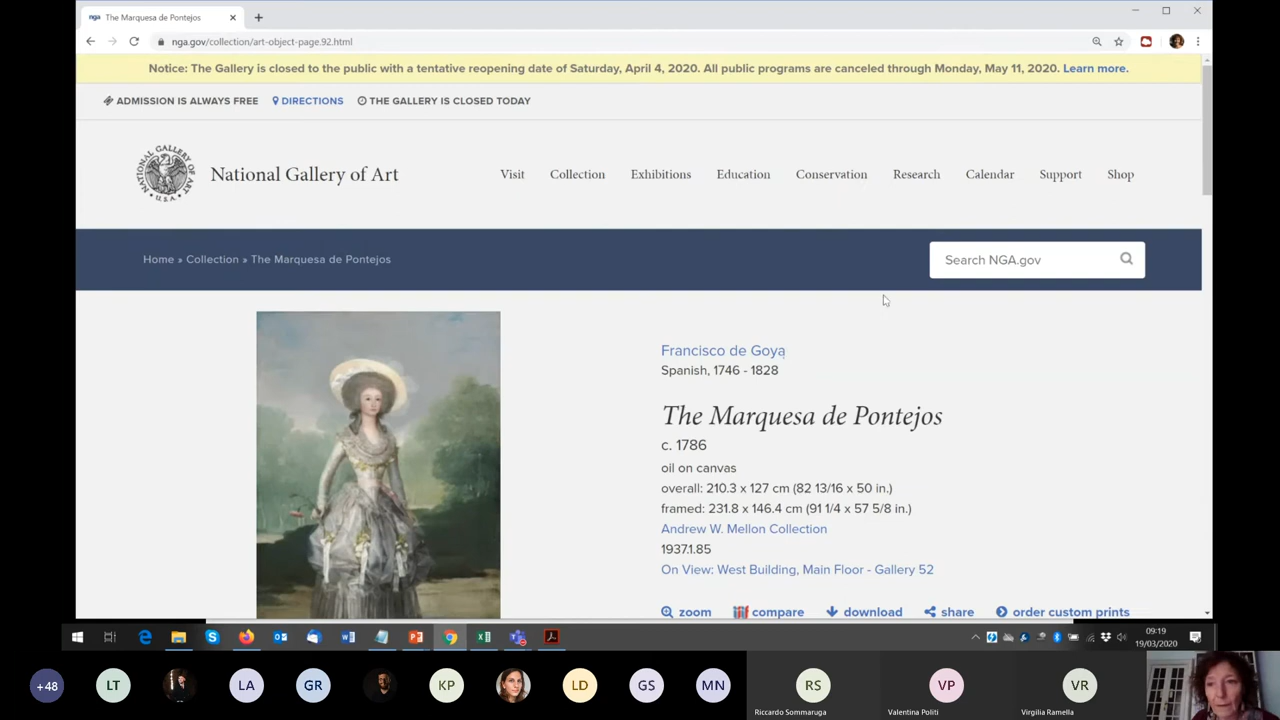 nga The Marquesa de Pontejos
nga.gov/collection/art-object-page.92.html
Notice: The Gallery is closed to the public with a tentative reopening date of Saturday, April 4, 2020. All public programs are canceled through Monday, May 11, 2020. Learn more.
ADMISSION IS ALWAYS FREE DIRECTIONS THE GALLERY IS CLOSED TODAY
NATIONAL GALLERY OF ART U.S.A.
National Gallery of Art Visit Collection Exhibitions Education Conservation Research Calendar Support Shop
Home » Collection » The Marquesa de Pontejos Search NGA.gov
Francisco de Goya
Spanish, 1746 - 1828
The Marquesa de Pontejos
c. 1786
oil on canvas
overall: 210.3 x 127 cm (82 13/16 x 50 in.)
framed: 231.8 x 146.4 cm (91 1/4 x 57 5/8 in.)
Andrew W. Mellon Collection
1937.1.85
On View: West Building, Main Floor - Gallery 52
zoom compare download share order custom prints
09:19
19/03/2020
+48 LT LA GR KP LD GS MN RS VP VR
Riccardo Sommaruga Valentina Politi Virgilia Ramella